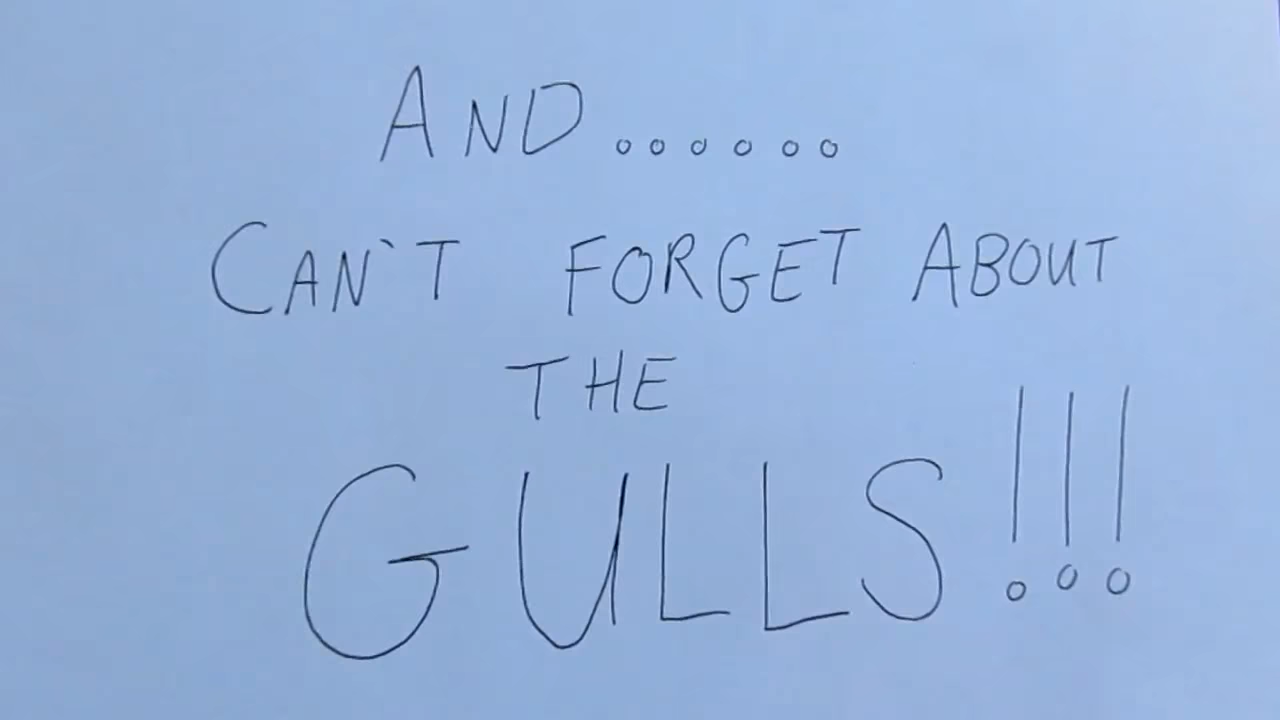 AND......
CAN'T FORGET ABOUT
THE
GULLS!!!